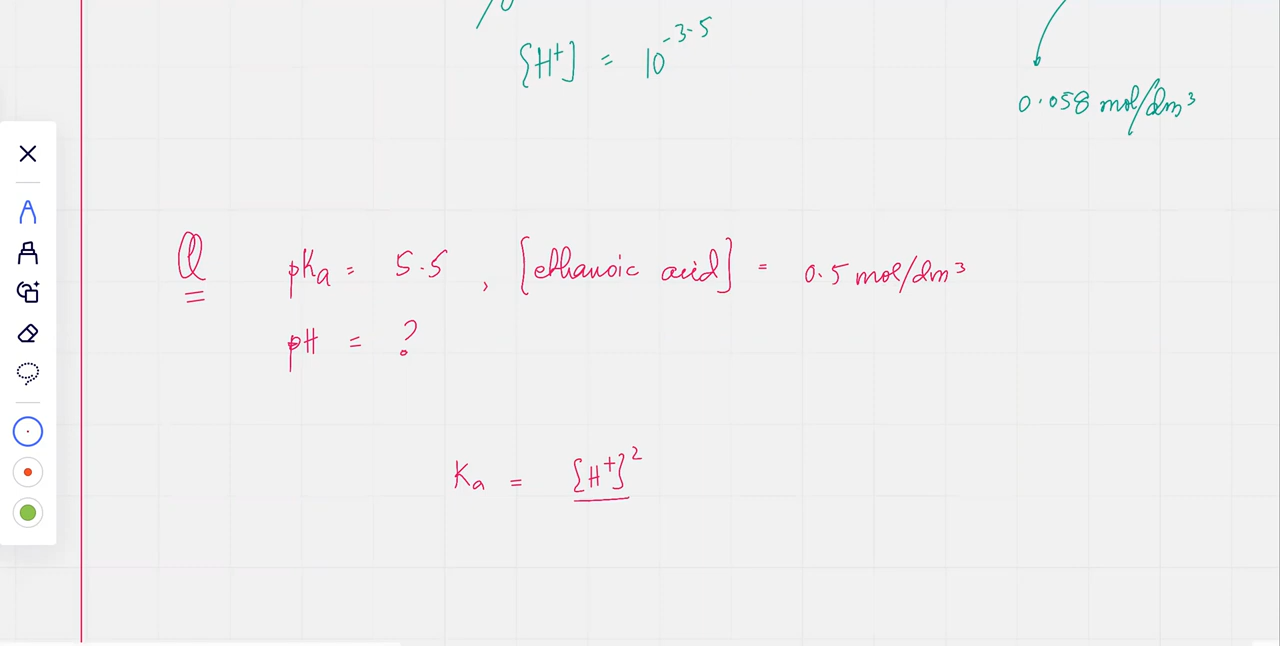 [H⁺] = 10⁻³·⁵
0.058 mol/dm³
Q pKa = 5.5 , [ethanoic acid] = 0.5 mol/dm³
pH = ?
Ka = [H⁺]²